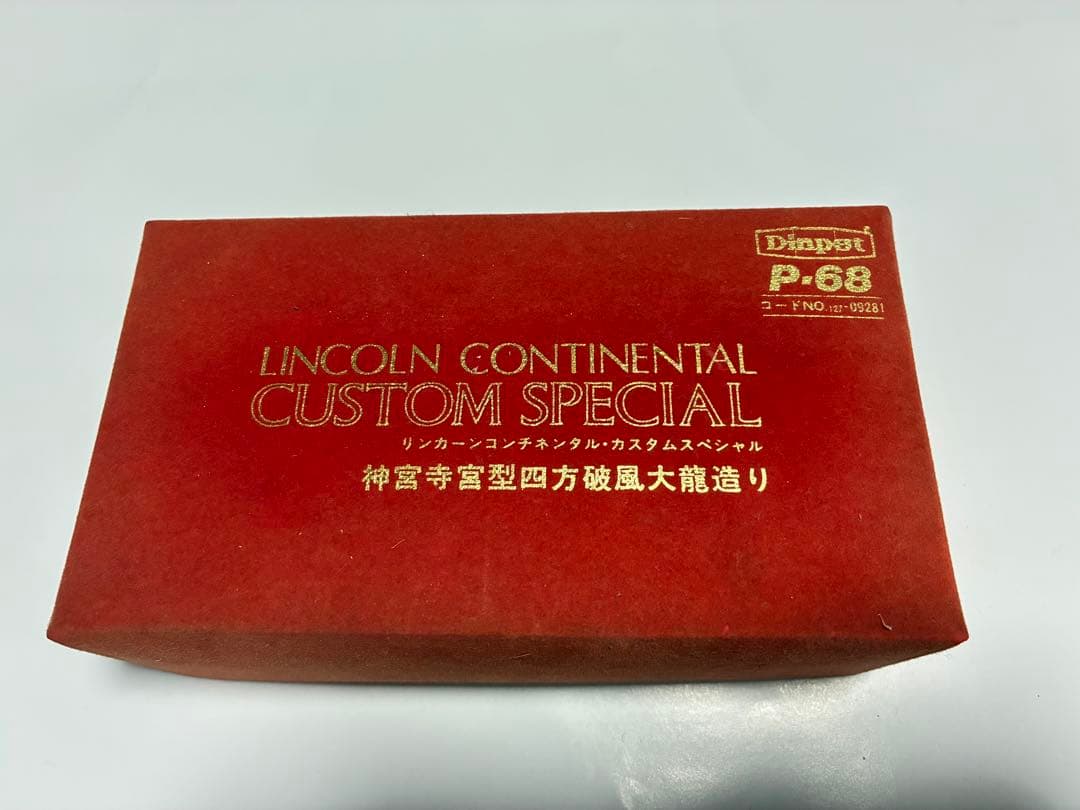 Dinpet
P-68
コードNO.127-09281
LINCOLN CONTINENTAL
CUSTOM SPECIAL
リンカーンコンチネンタル・カスタムスペシャル
神宮寺宮型四方破風大龍造り